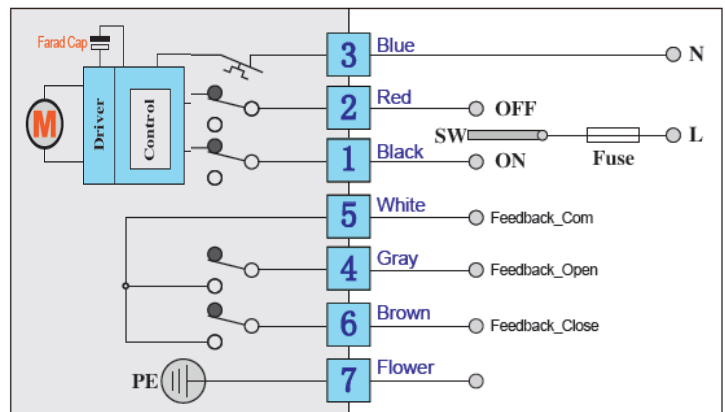 Farad Cap
M
Driver
Control
3 Blue N
2 Red OFF
SW Fuse L
1 Black ON
5 White Feedback_Com
4 Gray Feedback_Open
6 Brown Feedback_Close
PE 7 Flower